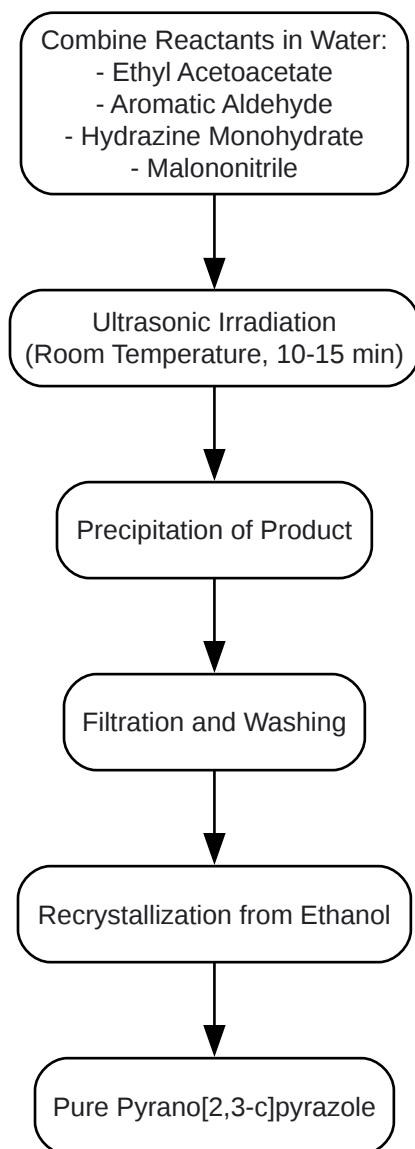 Combine Reactants in Water:
- Ethyl Acetoacetate
- Aromatic Aldehyde
- Hydrazine Monohydrate
- Malononitrile
Ultrasonic Irradiation
(Room Temperature, 10-15 min)
Precipitation of Product
Filtration and Washing
Recrystallization from Ethanol
Pure Pyrano[2,3-c]pyrazole